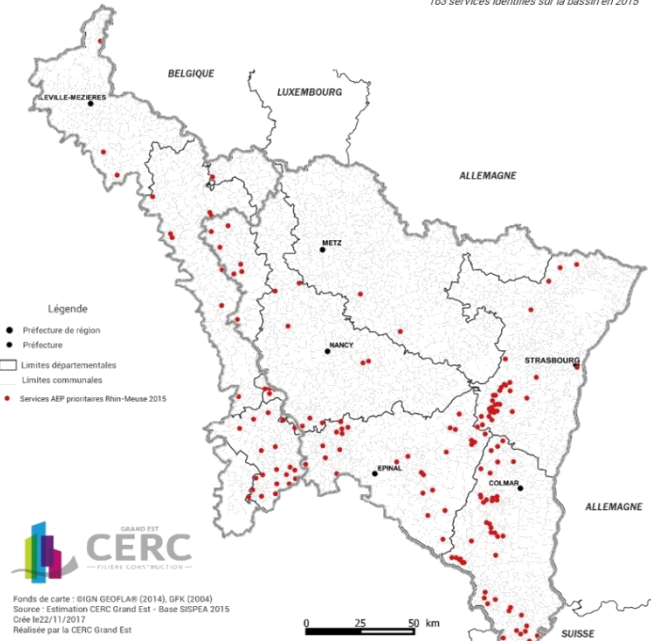 163 services identifiés sur la bassin en 2015
BELGIQUE
LUXEMBOURG
LEVILLE-MEZIERES
ALLEMAGNE
METZ
Légende
Préfecture de région
Préfecture
Limites départementales
Limites communales
Services AEP prioritaires Rhin-Meuse 2015
NANCY
STRASBOURG
EPINAL
COLMAR
ALLEMAGNE
GRAND EST
CERC
FILIÈRE CONSTRUCTION
Fonds de carte : ©IGN GEOFLA® (2014), GFK (2004)
Source : Estimation CERC Grand Est - Base SISPEA 2015
Crée le22/11/2017
Réalisée par la CERC Grand Est
0 25 50 km
SUISSE